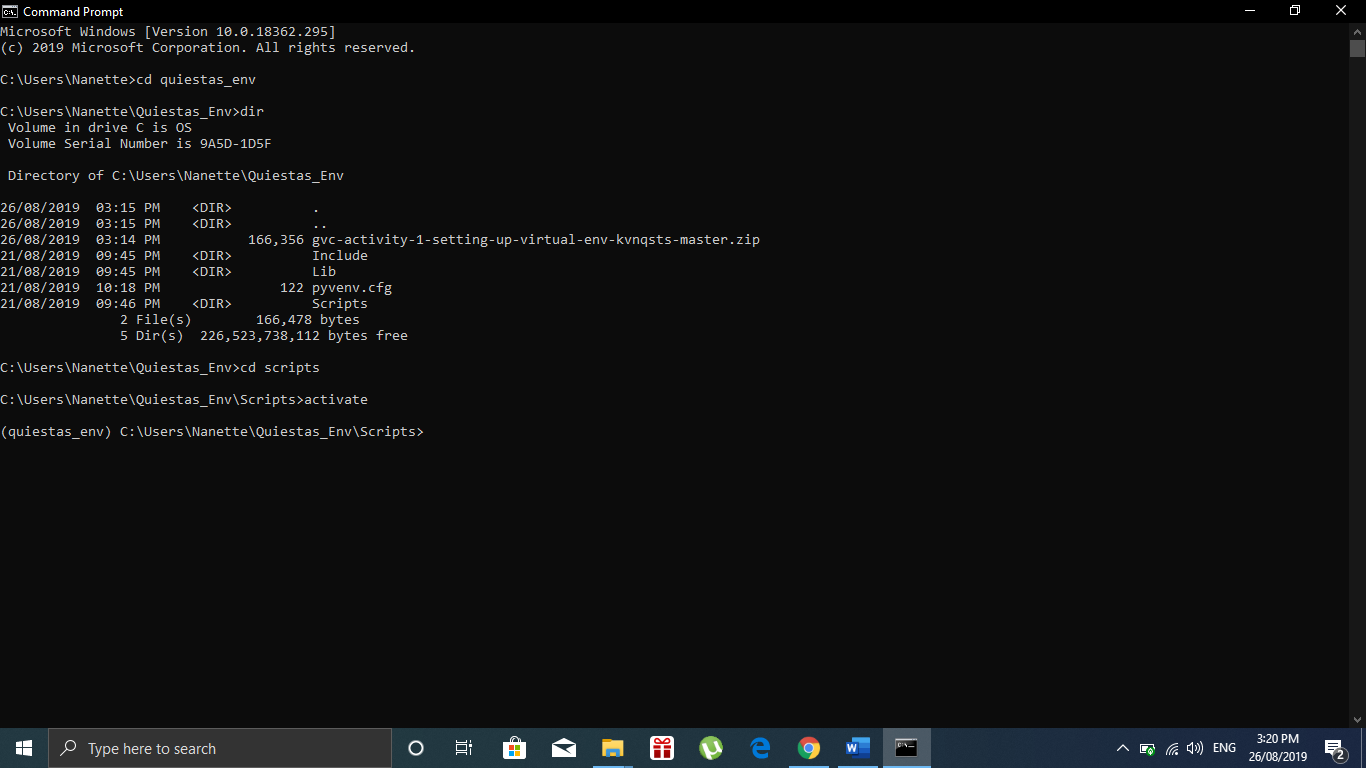 Command Prompt
Microsoft Windows [Version 10.0.18362.295]
(c) 2019 Microsoft Corporation. All rights reserved.
C:\Users\Nanette>cd quiestas_env
C:\Users\Nanette\Quiestas_Env>dir
Volume in drive C is OS
Volume Serial Number is 9A5D-1D5F
Directory of C:\Users\Nanette\Quiestas_Env
26/08/2019  03:15 PM    <DIR>          .
26/08/2019  03:15 PM    <DIR>          ..
26/08/2019  03:14 PM           166,356 gvc-activity-1-setting-up-virtual-env-kvnqsts-master.zip
21/08/2019  09:45 PM    <DIR>          Include
21/08/2019  09:45 PM    <DIR>          Lib
21/08/2019  10:18 PM               122 pyvenv.cfg
21/08/2019  09:46 PM    <DIR>          Scripts
2 File(s)        166,478 bytes
5 Dir(s)  226,523,738,112 bytes free
C:\Users\Nanette\Quiestas_Env>cd scripts
C:\Users\Nanette\Quiestas_Env\Scripts>activate
(quiestas_env) C:\Users\Nanette\Quiestas_Env\Scripts>
Type here to search
ENG
3:20 PM
26/08/2019
2